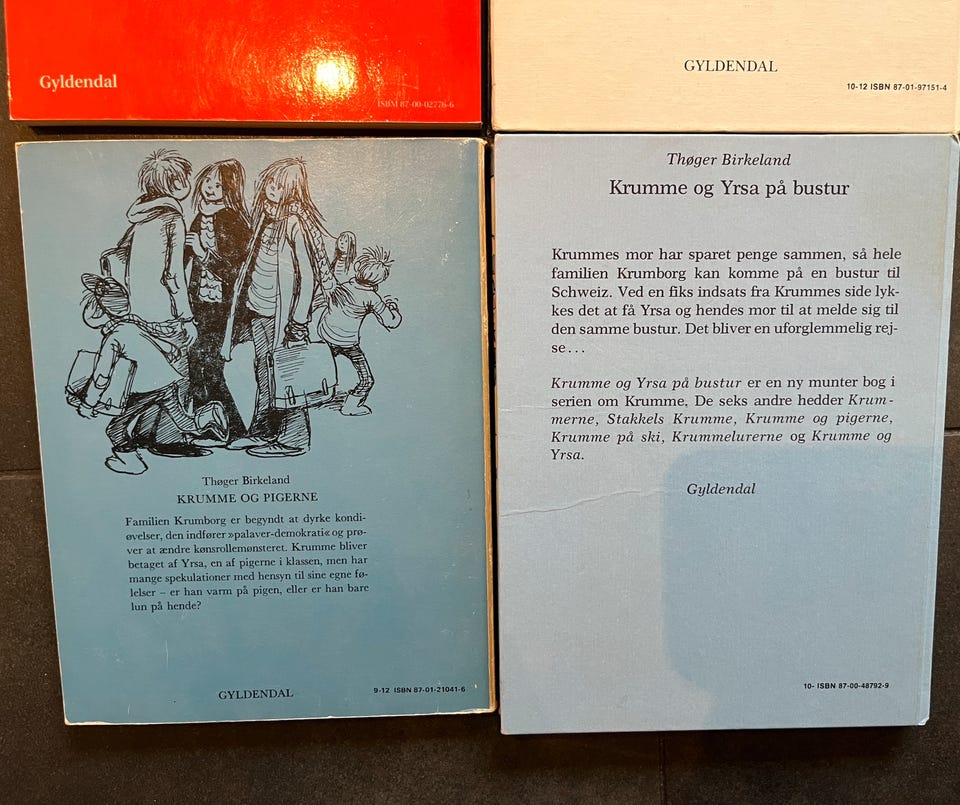 Gyldendal
ISBN 87-00-02776-6
GYLDENDAL
10-12 ISBN 87-01-97151-4
Thøger Birkeland
KRUMME OG PIGERNE
Familien Krumborg er begyndt at dyrke kondi-
øvelser, den indfører »palaver-demokrati« og prø-
ver at ændre kønsrollemønsteret. Krumme bliver
betaget af Yrsa, en af pigerne i klassen, men har
mange spekulationer med hensyn til sine egne fø-
lelser – er han varm på pigen, eller er han bare
lun på hende?
GYLDENDAL
9-12 ISBN 87-01-21041-6
Thøger Birkeland
Krumme og Yrsa på bustur
Krummes mor har sparet penge sammen, så hele
familien Krumborg kan komme på en bustur til
Schweiz. Ved en fiks indsats fra Krummes side lyk-
kes det at få Yrsa og hendes mor til at melde sig til
den samme bustur. Det bliver en uforglemmelig rej-
se...
Krumme og Yrsa på bustur er en ny munter bog i
serien om Krumme, De seks andre hedder Krum-
merne, Stakkels Krumme, Krumme og pigerne,
Krumme på ski, Krummelurerne og Krumme og
Yrsa.
Gyldendal
10- ISBN 87-00-48792-9